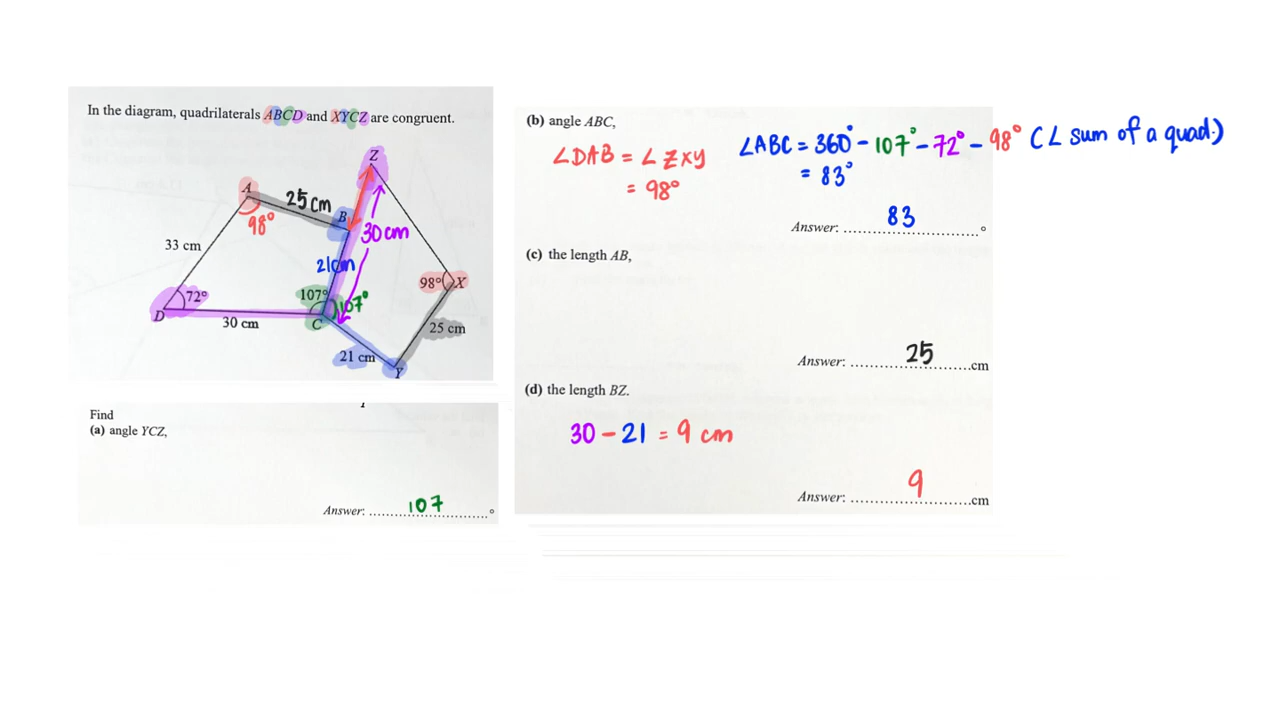 In the diagram, quadrilaterals ABCD and XYCZ are congruent.
Z
A
25 cm
B
98°
30 cm
33 cm
21cm
98°
X
72°
107°
107°
D
30 cm
C
25 cm
21 cm
Y
Find
(a) angle YCZ,
Answer: 107 °
(b) angle ABC,
∠DAB = ∠ZXY
= 98°
∠ABC = 360° - 107° - 72° - 98° (∠ sum of a quad.)
= 83°
Answer: 83 °
(c) the length AB,
Answer: 25 cm
(d) the length BZ.
30 - 21 = 9 cm
Answer: 9 cm